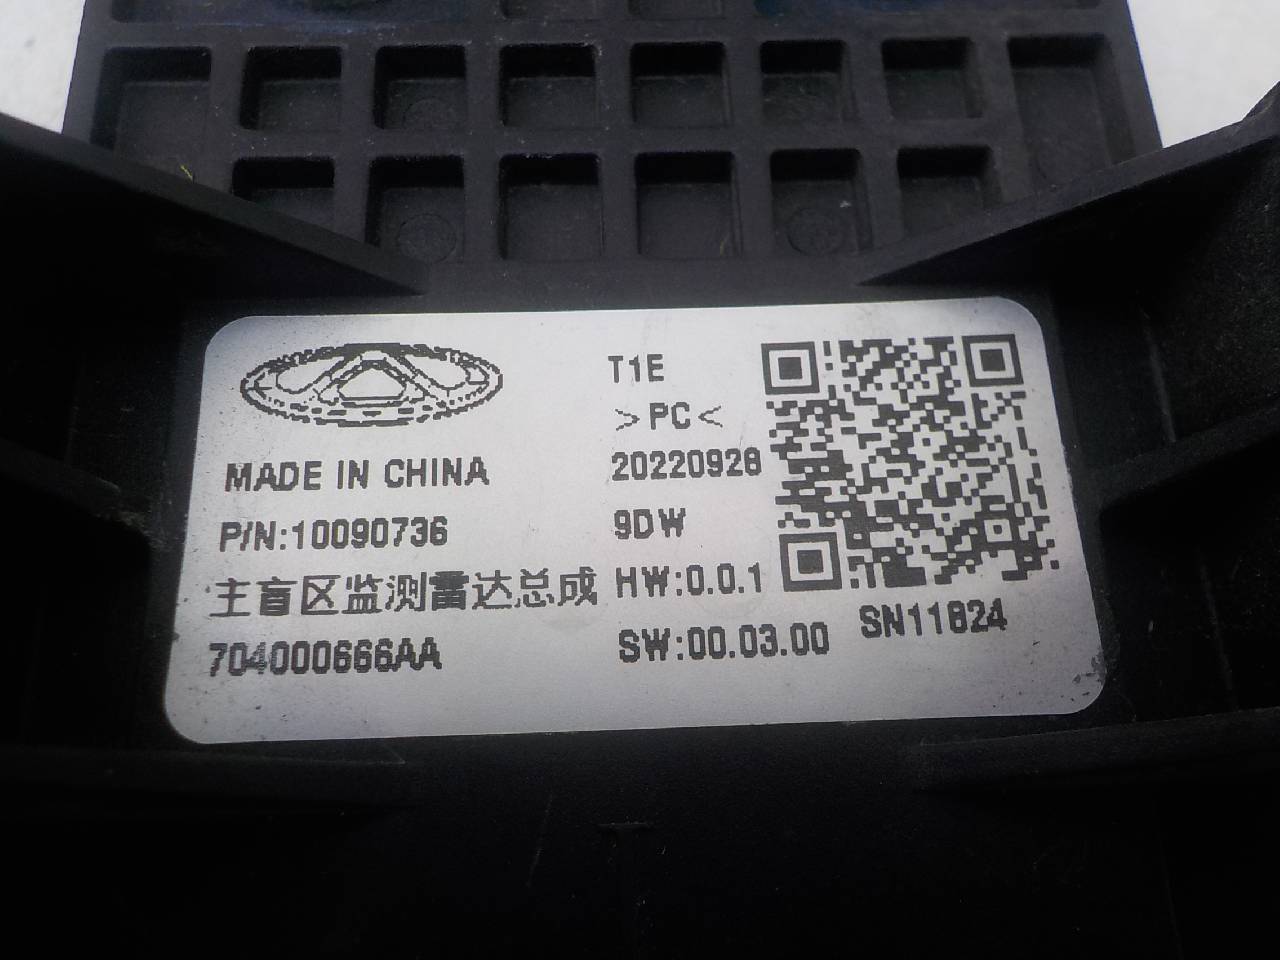 MADE IN CHINA
P/N:10090736
主盲区监测雷达总成
704000666AA
T1E
>PC<
20220928
9DW
HW:0.0.1
SW:00.03.00
SN11824